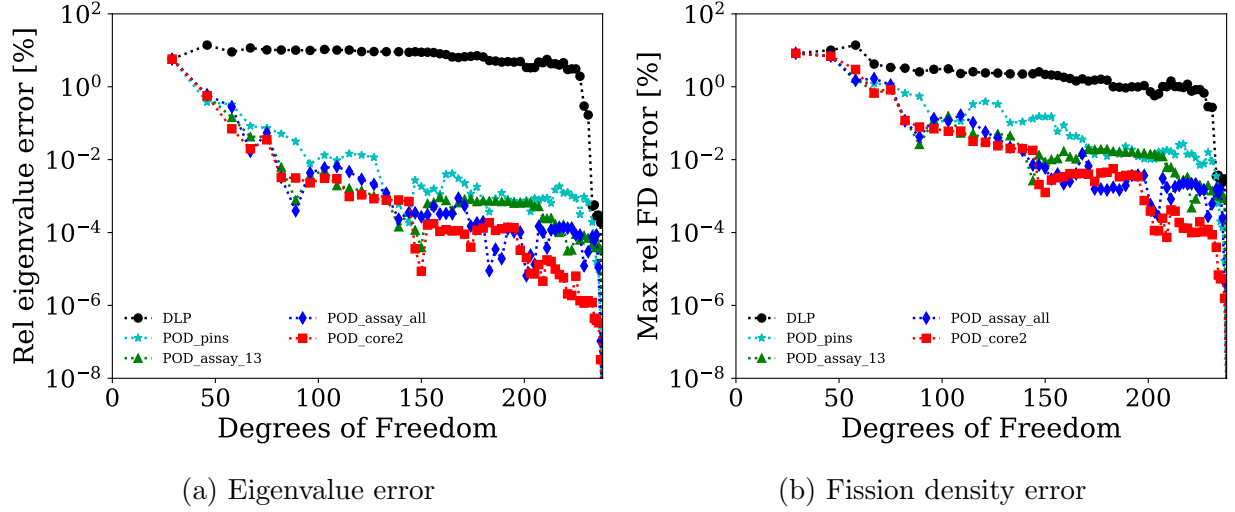 Rel eigenvalue error [%]
10^2
10^0
10^{-2}
10^{-4}
10^{-6}
10^{-8}
DLP
POD_pins
POD_assay_13
POD_assay_all
POD_core2
0 50 100 150 200
Degrees of Freedom
(a) Eigenvalue error
Max rel FD error [%]
10^2
10^0
10^{-2}
10^{-4}
10^{-6}
10^{-8}
DLP
POD_pins
POD_assay_13
POD_assay_all
POD_core2
0 50 100 150 200
Degrees of Freedom
(b) Fission density error